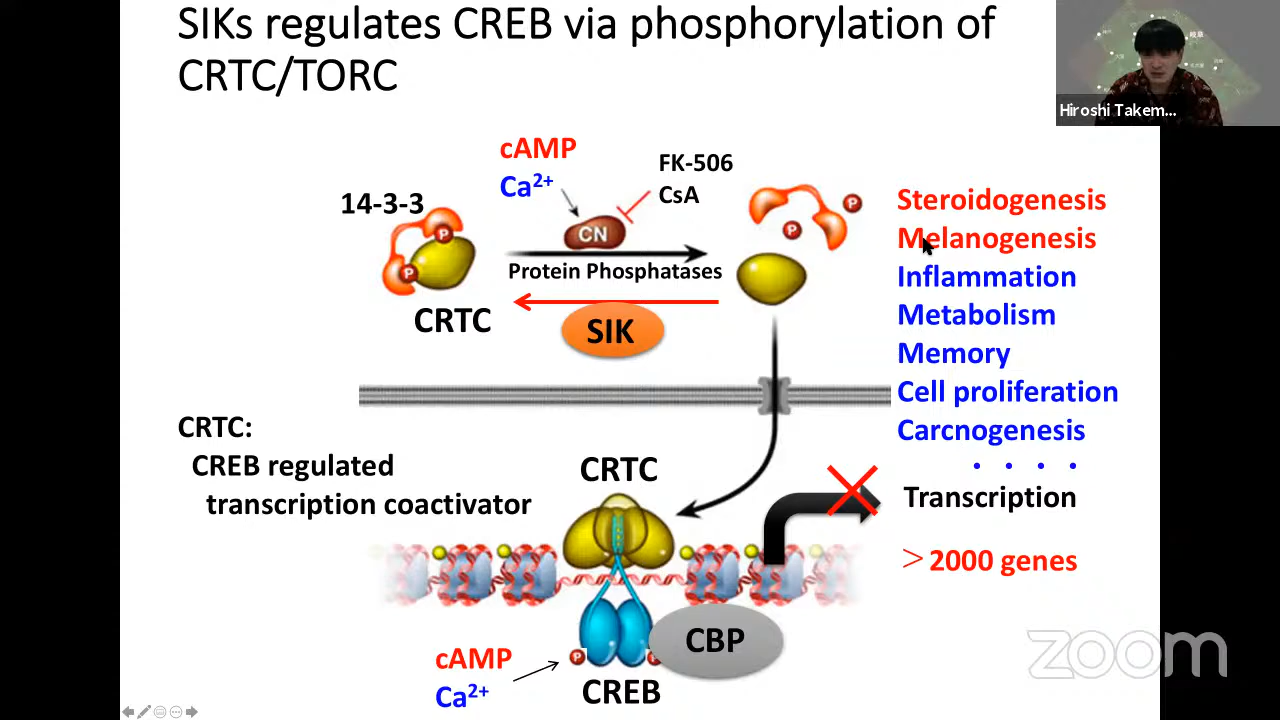 SIKs regulates CREB via phosphorylation of
CRTC/TORC
Hiroshi Takem...
cAMP
Ca2+
FK-506
CsA
14-3-3
P
P
CN
P
P
Protein Phosphatases
CRTC
SIK
Steroidogenesis
Melanogenesis
Inflammation
Metabolism
Memory
Cell proliferation
Carcnogenesis
• • • •
Transcription
＞2000 genes
CRTC:
CREB regulated
transcription coactivator
CRTC
CBP
cAMP
Ca2+
P
P
CREB
zoom